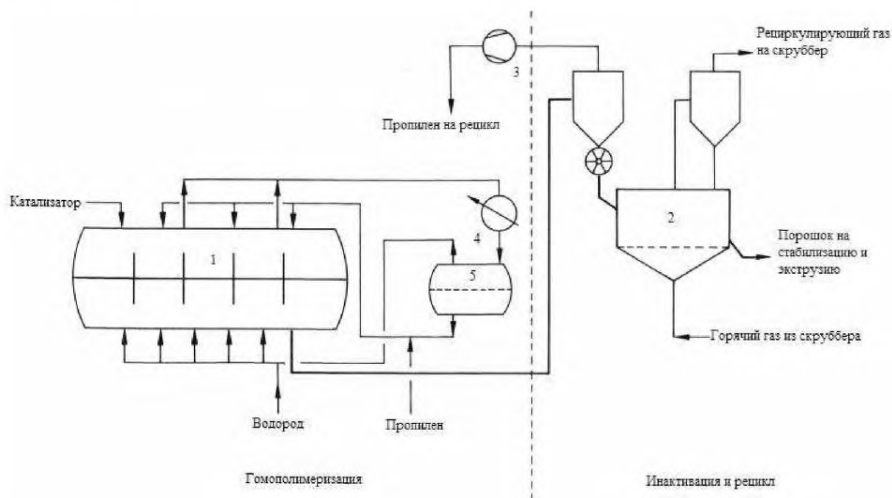 Рециркулирующий газ
на скруббер
3
Пропилен на рецикл
Катализатор
1
4
2
5
Порошок на
стабилизацию и
экструзию
Горячий газ из скруббера
Водород
Пропилен
Гомополимеризация
Инактивация и рецикл